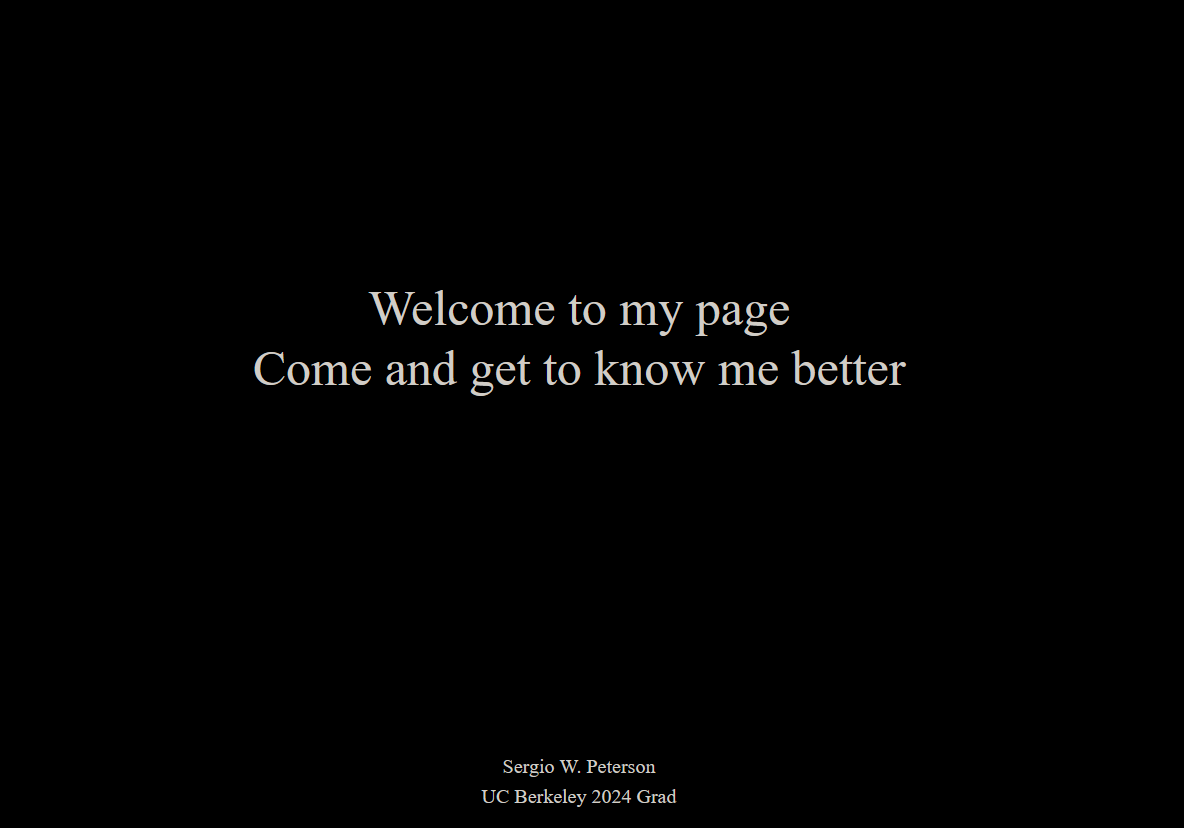 Welcome to my page
Come and get to know me better
Sergio W. Peterson
UC Berkeley 2024 Grad